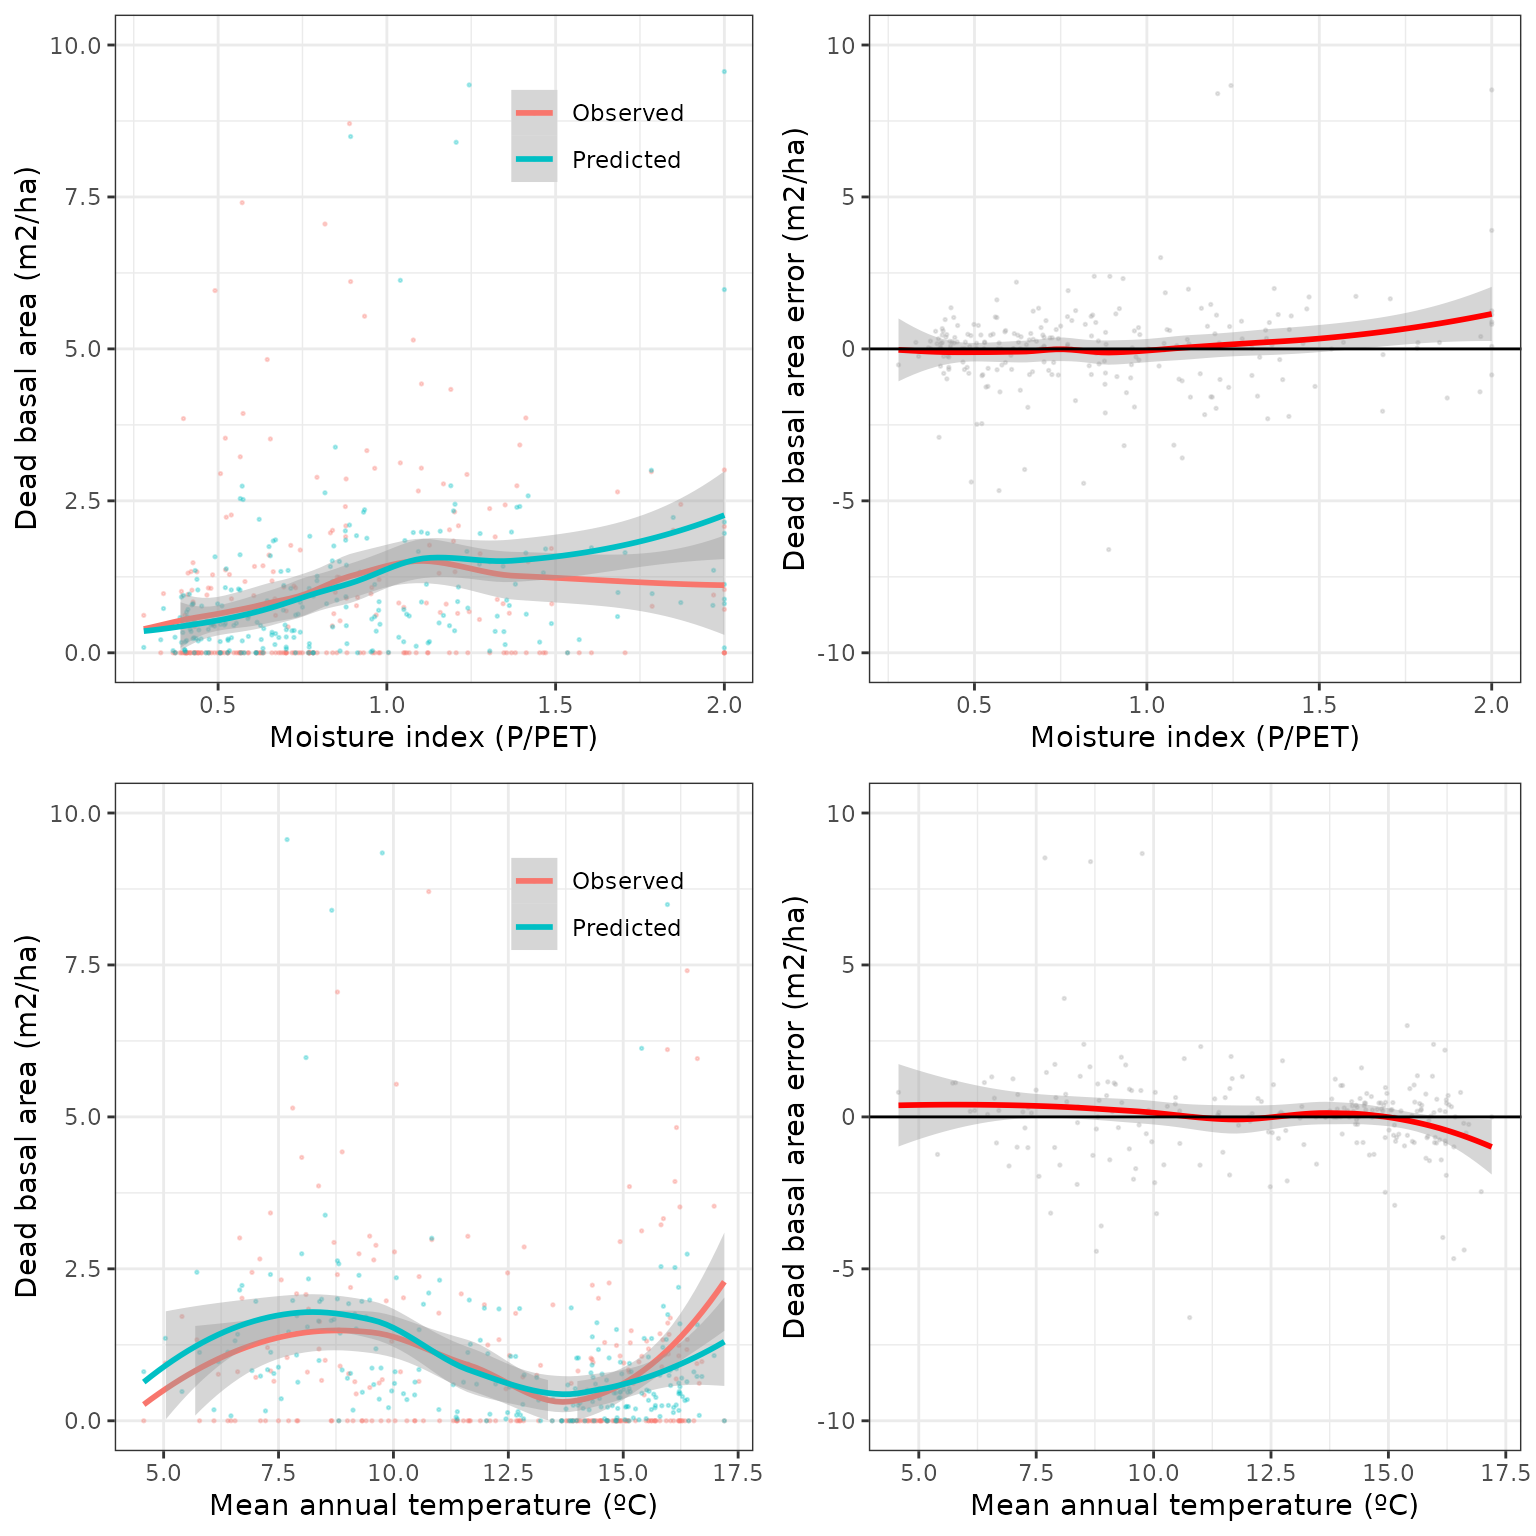 Dead basal area (m2/ha)
10.0
7.5
5.0
2.5
0.0
Observed
Predicted
0.5 1.0 1.5 2.0
Moisture index (P/PET)
Dead basal area error (m2/ha)
10
5
0
-5
-10
0.5 1.0 1.5 2.0
Moisture index (P/PET)
Dead basal area (m2/ha)
10.0
7.5
5.0
2.5
0.0
Observed
Predicted
5.0 7.5 10.0 12.5 15.0 17.5
Mean annual temperature (ºC)
Dead basal area error (m2/ha)
10
5
0
-5
-10
5.0 7.5 10.0 12.5 15.0 17.5
Mean annual temperature (ºC)